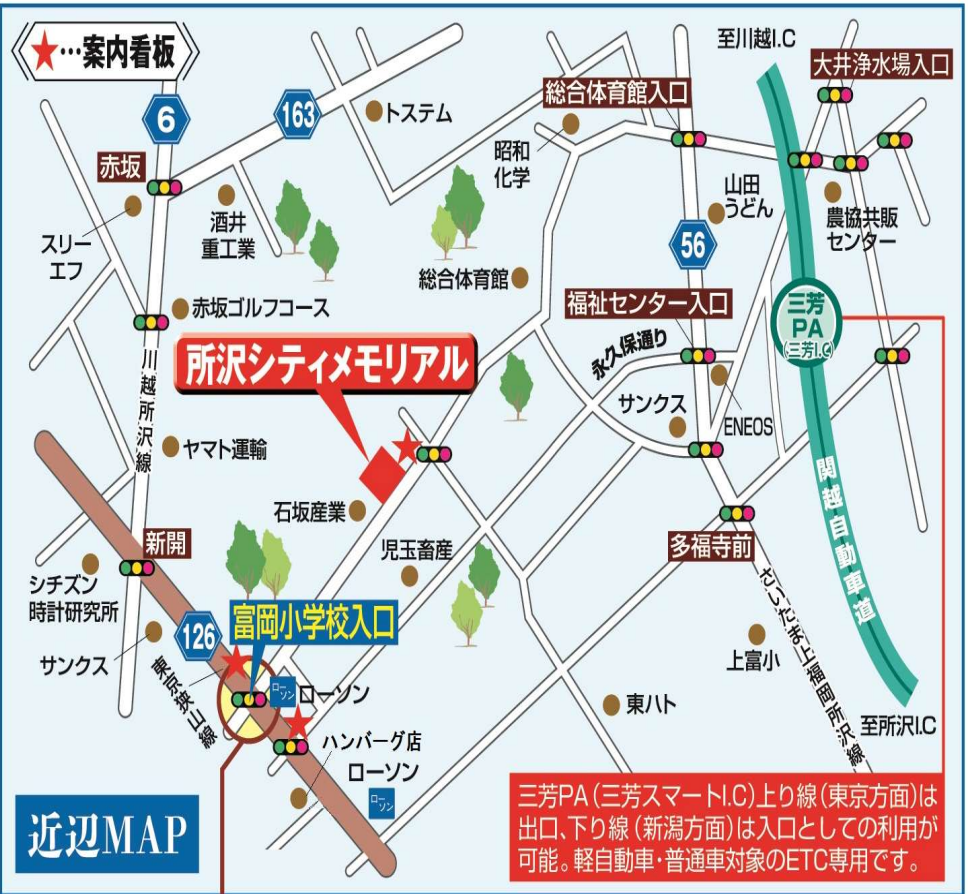 ★…案内看板
至川越I.C
大井浄水場入口
6
163
トステム
総合体育館入口
昭和
化学
赤坂
酒井
重工業
スリー
エフ
山田
うどん
農協共販
センター
56
総合体育館
赤坂ゴルフコース
福祉センター入口
三芳
PA
(三芳I.C)
永久保通り
所沢シティメモリアル
川越所沢線
サンクス
ENEOS
ヤマト運輸
関越自動車道
石坂産業
新開
児玉畜産
多福寺前
シチズン
時計研究所
さいたま上福岡所沢線
126
富岡小学校入口
サンクス
東京狭山線
上富小
ローソン
ローソン
東ハト
至所沢I.C
ハンバーグ店
ローソン
ローソン
近辺MAP
三芳PA(三芳スマートI.C)上り線(東京方面)は
出口、下り線(新潟方面)は入口としての利用が
可能。軽自動車・普通車対象のETC専用です。